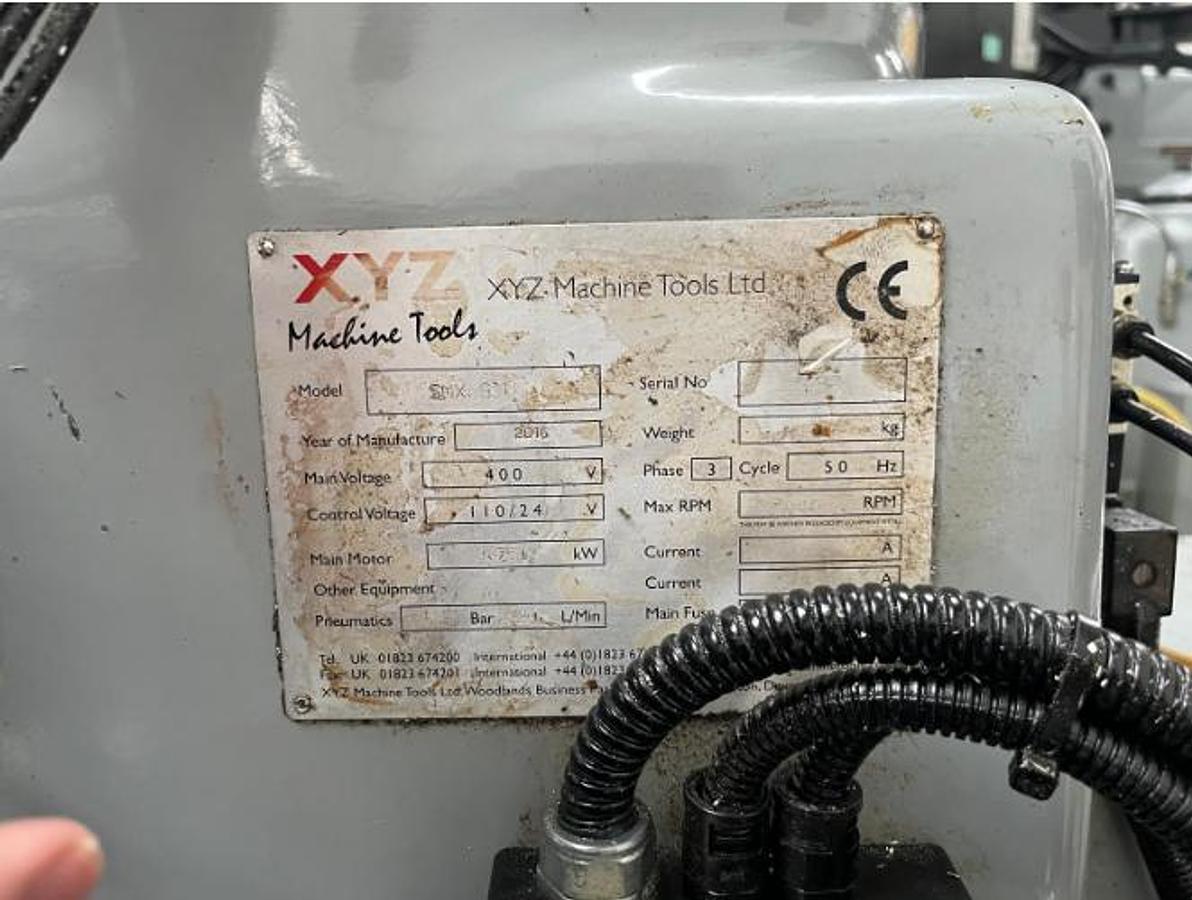 XYZ
Machine Tools
XYZ Machine Tools Ltd
CE
Model SMX
Serial No
Year of Manufacture 2016
Weight kg
Main Voltage 400 V
Phase 3 Cycle 50 Hz
Control Voltage 110/24 V
Max RPM RPM
Main Motor kW
Current A
Other Equipment
Current A
Pneumatics Bar L/Min
Main Fuse
Tel. UK 01823 674200 International +44 (0)1823 67
Fax UK 01823 674201 International +44 (0)1823
XYZ Machine Tools Ltd, Woodlands Business